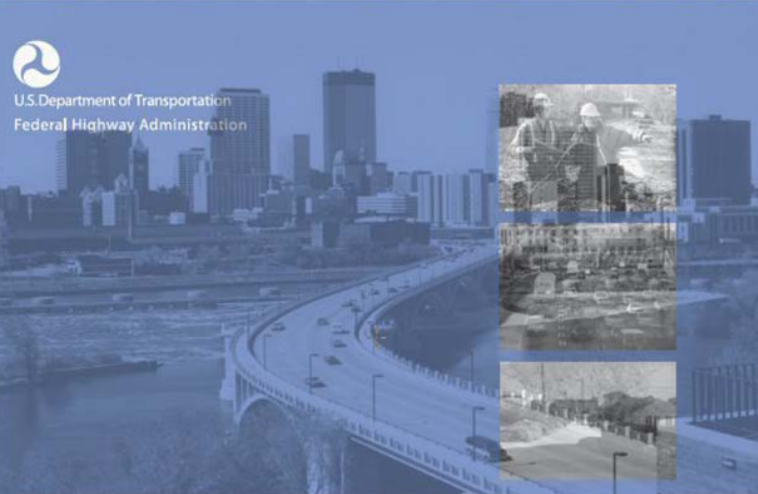 U.S.Department of Transportation
Federal Highway Administration